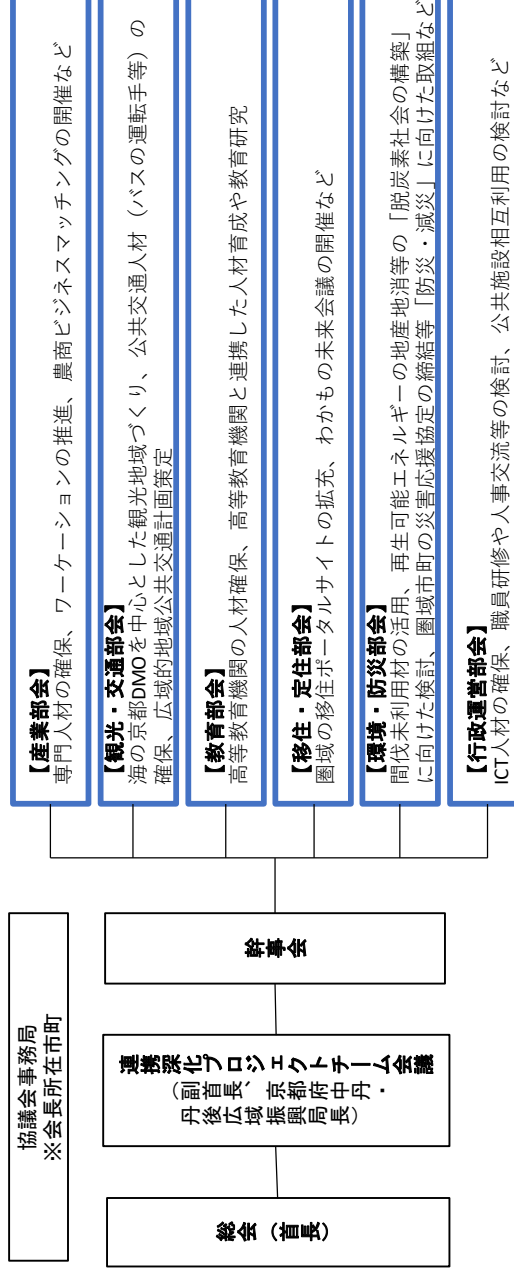 協議会事務局
※会長所在市町
総会（首長）
連携深化プロジェクトチーム会議
（副首長、京都府中丹・
丹後広域振興局長）
幹事会
【産業部会】
専門人材の確保、ワーケーションの推進、農商ビジネスマッチングの開催など
【観光・交通部会】
海の京都DMOを中心とした観光地域づくり、公共交通人材（バスの運転手等）の
確保、広域的地域公共交通計画策定
【教育部会】
高等教育機関の人材確保、高等教育機関と連携した人材育成や教育研究
【移住・定住部会】
圏域の移住ポータルサイトの拡充、わかもの未来会議の開催など
【環境・防災部会】
間伐未利用材の活用、再生可能エネルギーの地産地消等の「脱炭素社会の構築」
に向けた検討、圏域市町の災害応援協定の締結等「防災・減災」に向けた取組など
【行政運営部会】
ICT人材の確保、職員研修や人事交流等の検討、公共施設相互利用の検討など